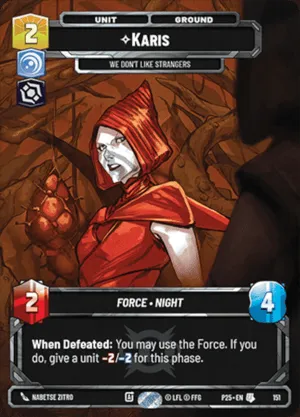 UNIT
GROUND
2
✧KARIS
WE DON'T LIKE STRANGERS
2
4
FORCE • NIGHT
When Defeated: You may use the Force. If you
do, give a unit -2/-2 for this phase.
NABETSE ZITRO
© LFL © FFG
P25•EN
151